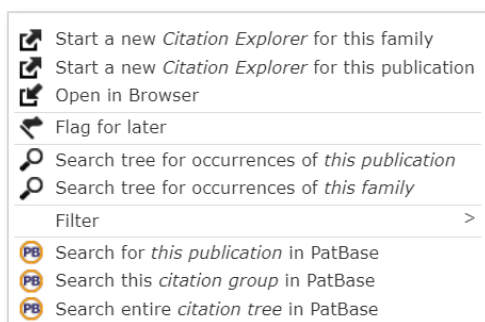 Start a new Citation Explorer for this family
Start a new Citation Explorer for this publication
Open in Browser
Flag for later
Search tree for occurrences of this publication
Search tree for occurrences of this family
Filter >
PB Search for this publication in PatBase
PB Search this citation group in PatBase
PB Search entire citation tree in PatBase